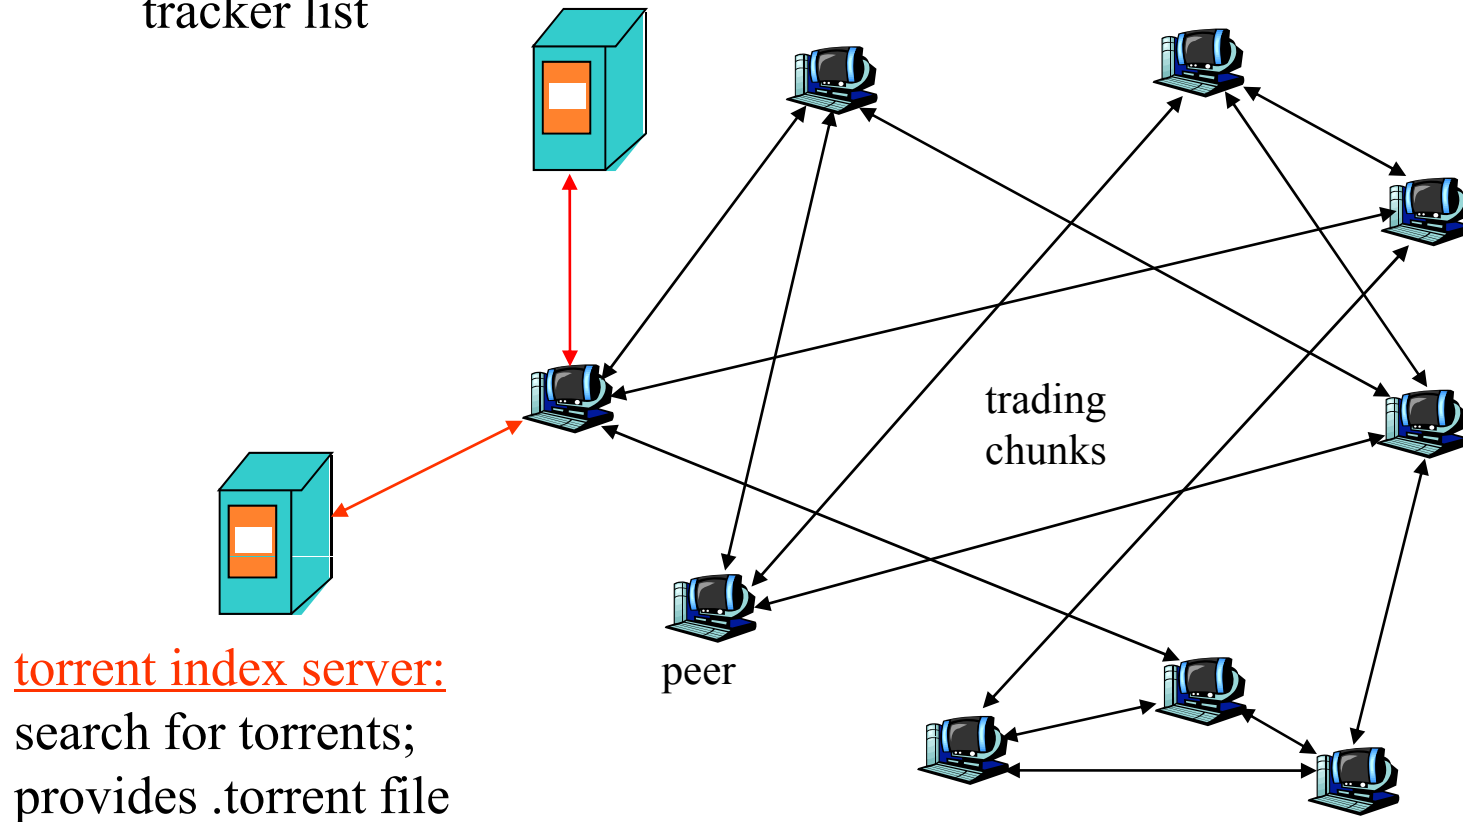 tracker list
trading
chunks
peer
torrent index server:
search for torrents;
provides .torrent file